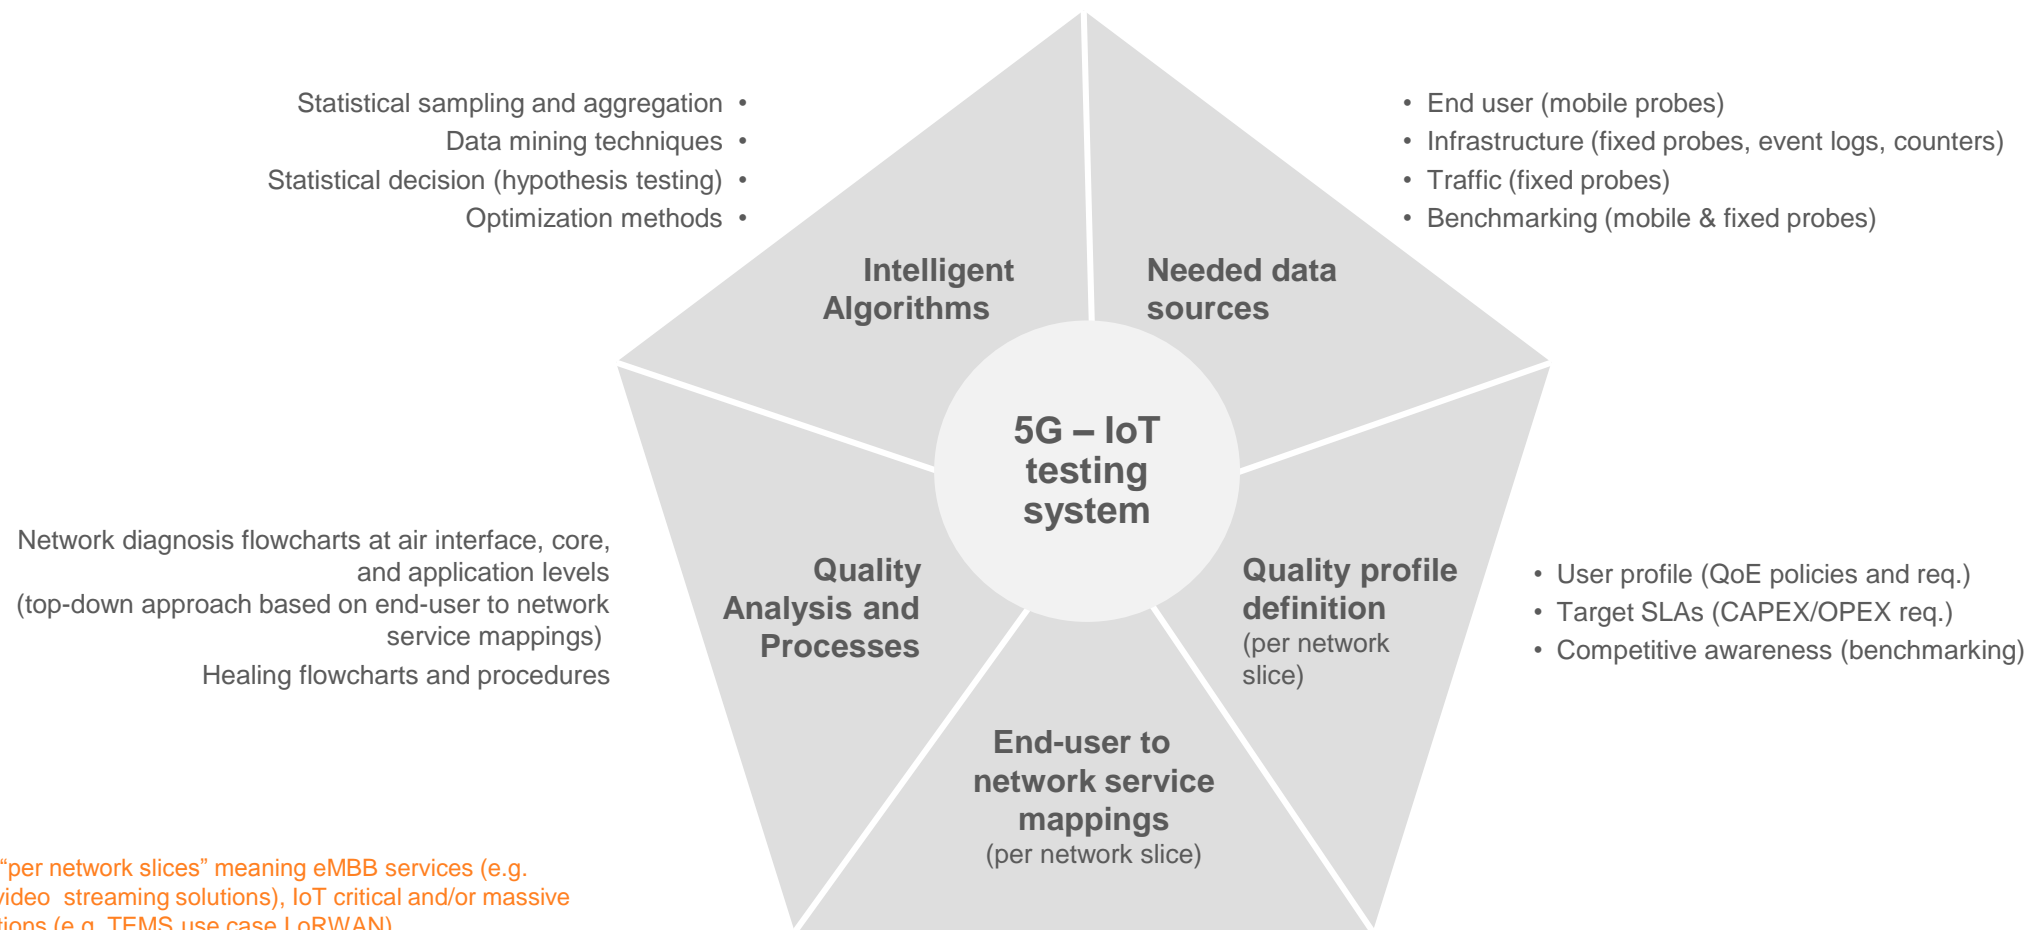 Statistical sampling and aggregation •
Data mining techniques •
Statistical decision (hypothesis testing) •
Optimization methods •
• End user (mobile probes)
• Infrastructure (fixed probes, event logs, counters)
• Traffic (fixed probes)
• Benchmarking (mobile & fixed probes)
Intelligent
Algorithms
Needed data
sources
5G – IoT
testing
system
Network diagnosis flowcharts at air interface, core,
and application levels
(top-down approach based on end-user to network
service mappings)
Healing flowcharts and procedures
Quality
Analysis and
Processes
Quality profile
definition
(per network
slice)
• User profile (QoE policies and req.)
• Target SLAs (CAPEX/OPEX req.)
• Competitive awareness (benchmarking)
End-user to
network service
mappings
(per network slice)
“per network slices” meaning eMBB services (e.g.
video streaming solutions), IoT critical and/or massive
(e.g. TEMS use case LoRWAN)